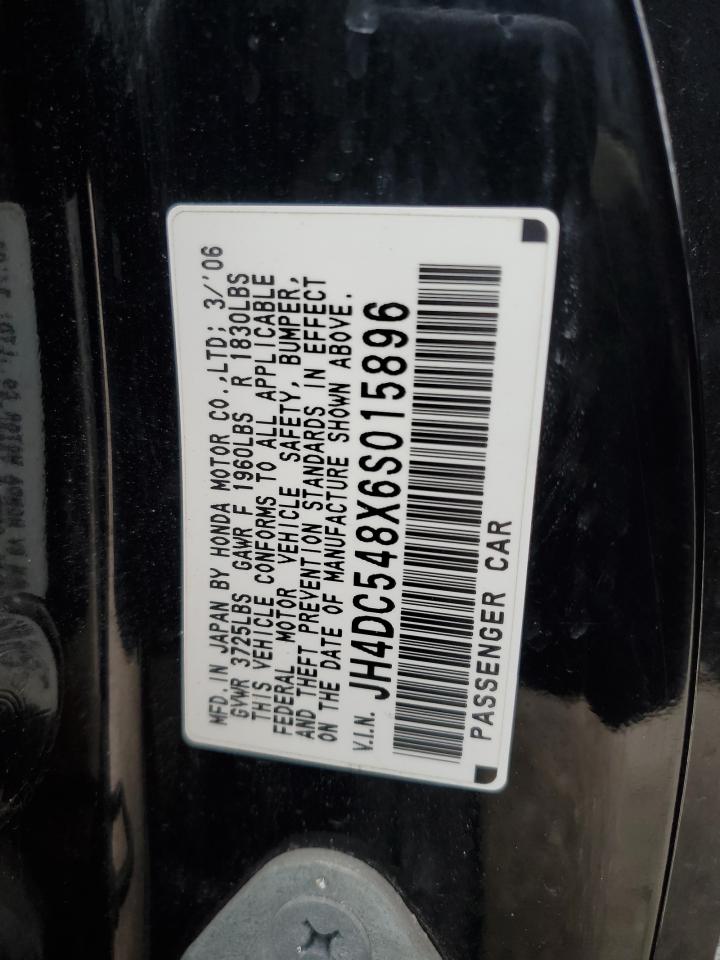 MFD. IN JAPAN BY HONDA MOTOR CO.,LTD; 3/'06
GVWR 3725LBS GAWR F 1960LBS R 1830LBS
THIS VEHICLE CONFORMS TO ALL APPLICABLE
FEDERAL MOTOR VEHICLE SAFETY, BUMPER,
AND THEFT PREVENTION STANDARDS IN EFFECT
ON THE DATE OF MANUFACTURE SHOWN ABOVE.
V.I.N. JH4DC548X6S015896
PASSENGER CAR